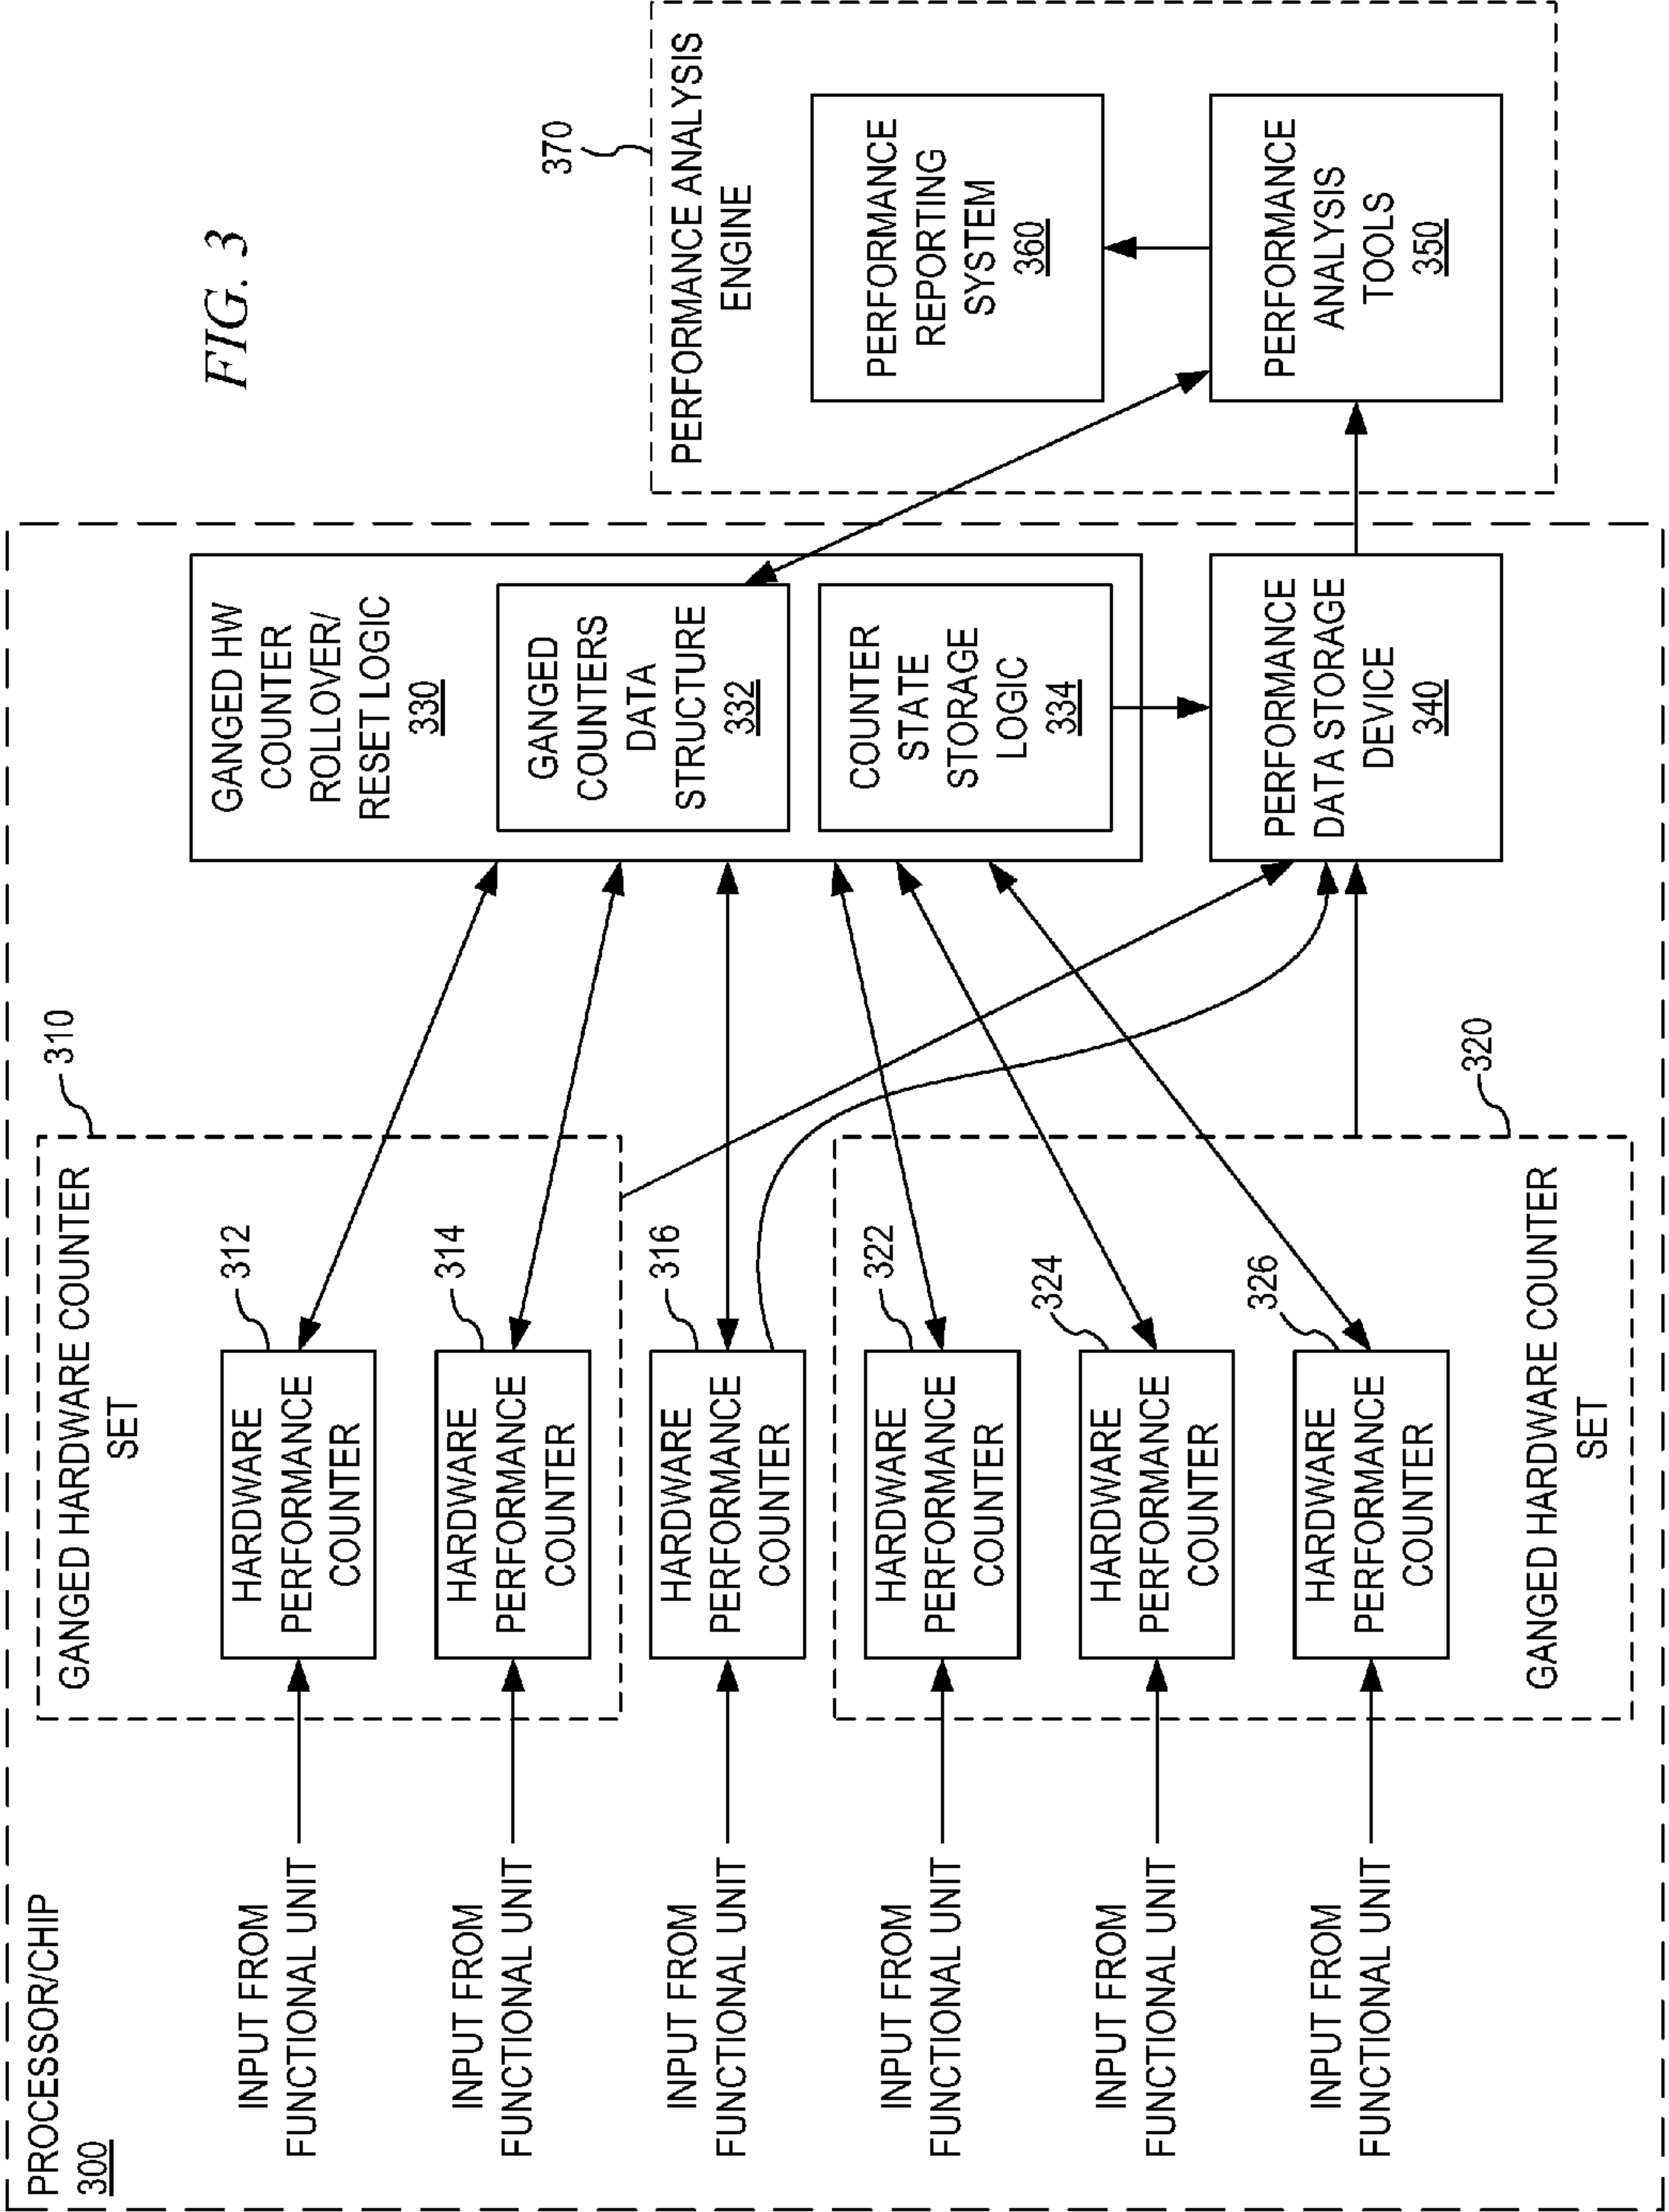 FIG. 3
PROCESSOR/CHIP
300
310
GANGED HARDWARE COUNTER
SET
INPUT FROM
FUNCTIONAL UNIT
HARDWARE
PERFORMANCE
COUNTER
312
INPUT FROM
FUNCTIONAL UNIT
HARDWARE
PERFORMANCE
COUNTER
314
INPUT FROM
FUNCTIONAL UNIT
HARDWARE
PERFORMANCE
COUNTER
316
INPUT FROM
FUNCTIONAL UNIT
HARDWARE
PERFORMANCE
COUNTER
322
INPUT FROM
FUNCTIONAL UNIT
HARDWARE
PERFORMANCE
COUNTER
324
INPUT FROM
FUNCTIONAL UNIT
HARDWARE
PERFORMANCE
COUNTER
326
GANGED HARDWARE COUNTER
SET
320
GANGED HW
COUNTER
ROLLOVER/
RESET LOGIC
330
GANGED
COUNTERS
DATA
STRUCTURE
332
COUNTER
STATE
STORAGE
LOGIC
334
PERFORMANCE
DATA STORAGE
DEVICE
340
370
PERFORMANCE ANALYSIS
ENGINE
PERFORMANCE
REPORTING
SYSTEM
360
PERFORMANCE
ANALYSIS
TOOLS
350